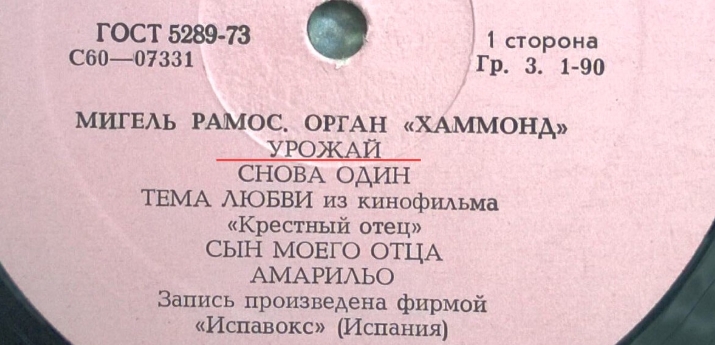 ГОСТ 5289-73
С60—07331
1 сторона
Гр. 3. 1-90
МИГЕЛЬ РАМОС. ОРГАН «ХАММОНД»
УРОЖАЙ
СНОВА ОДИН
ТЕМА ЛЮБВИ из кинофильма
«Крестный отец»
СЫН МОЕГО ОТЦА
АМАРИЛЬО
Запись произведена фирмой
«Испавокс» (Испания)